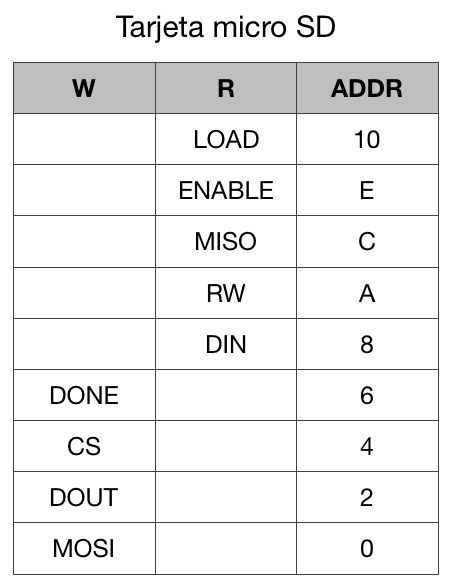 Tarjeta micro SD
W R ADDR
LOAD 10
ENABLE E
MISO C
RW A
DIN 8
DONE 6
CS 4
DOUT 2
MOSI 0